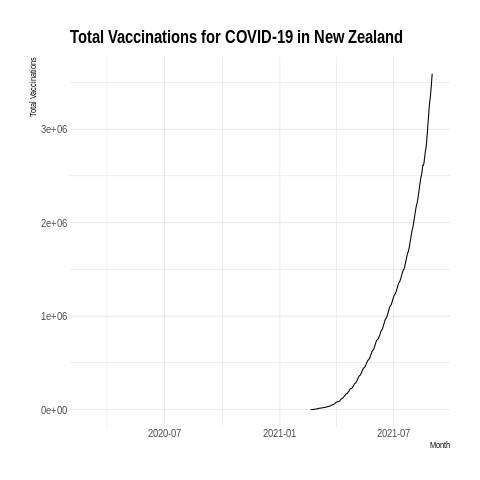 Total Vaccinations for COVID-19 in New Zealand
Total Vaccinations
3e+06
2e+06
1e+06
0e+00
2020-07
2021-01
2021-07
Month